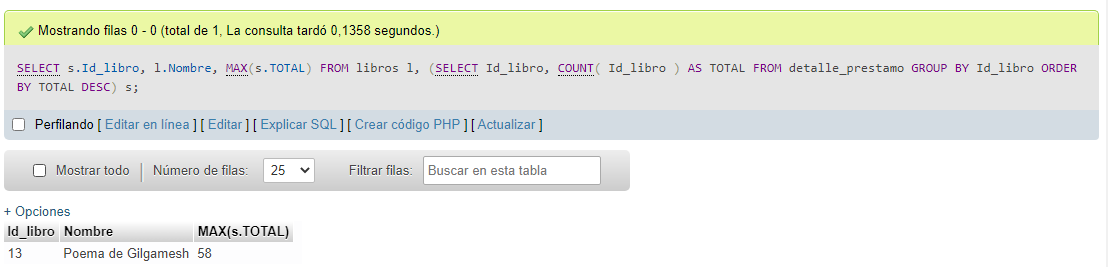 Mostrando filas 0 - 0 (total de 1, La consulta tardó 0,1358 segundos.)
SELECT s.Id_libro, l.Nombre, MAX(s.TOTAL) FROM libros l, (SELECT Id_libro, COUNT( Id_libro ) AS TOTAL FROM detalle_prestamo GROUP BY Id_libro ORDER
BY TOTAL DESC) s;
Perfilando [ Editar en línea ] [ Editar ] [ Explicar SQL ] [ Crear código PHP ] [ Actualizar ]
Mostrar todo Número de filas: 25 Filtrar filas: Buscar en esta tabla
+ Opciones
Id_libro Nombre MAX(s.TOTAL)
13 Poema de Gilgamesh 58